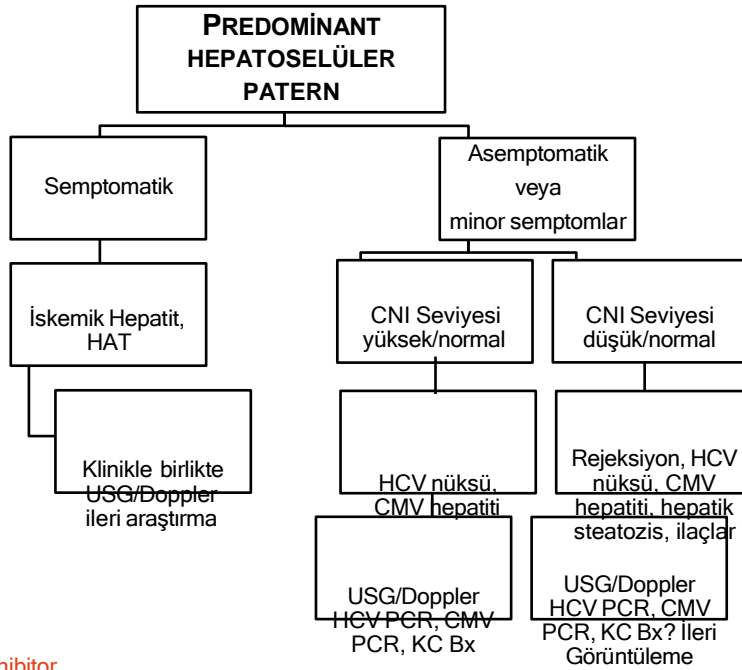 PREDOMİNANT
HEPATOSELÜLER
PATERN
Semptomatik
Asemptomatik
veya
minor semptomlar
İskemik Hepatit,
HAT
CNI Seviyesi
yüksek/normal
CNI Seviyesi
düşük/normal
Klinikle birlikte
USG/Doppler
ileri araştırma
HCV nüksü,
CMV hepatiti
Rejeksiyon, HCV
nüksü, CMV
hepatiti, hepatik
steatozis, ilaçlar
USG/Doppler
HCV PCR, CMV
PCR, KC Bx
USG/Doppler
HCV PCR, CMV
PCR, KC Bx? İleri
Görüntüleme